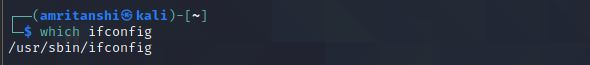 ┌──(amritanshi㉿kali)-[~]
└─$ which ifconfig
/usr/sbin/ifconfig